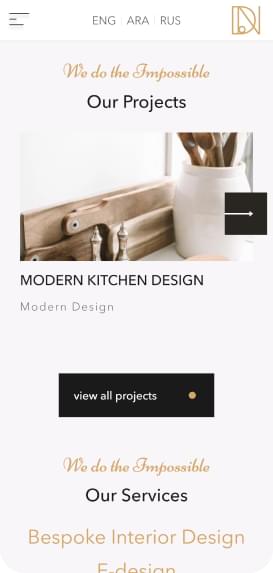 ENG | ARA | RUS
We do the Impossible
Our Projects
MODERN KITCHEN DESIGN
Modern Design
view all projects
We do the Impossible
Our Services
Bespoke Interior Design
E-design